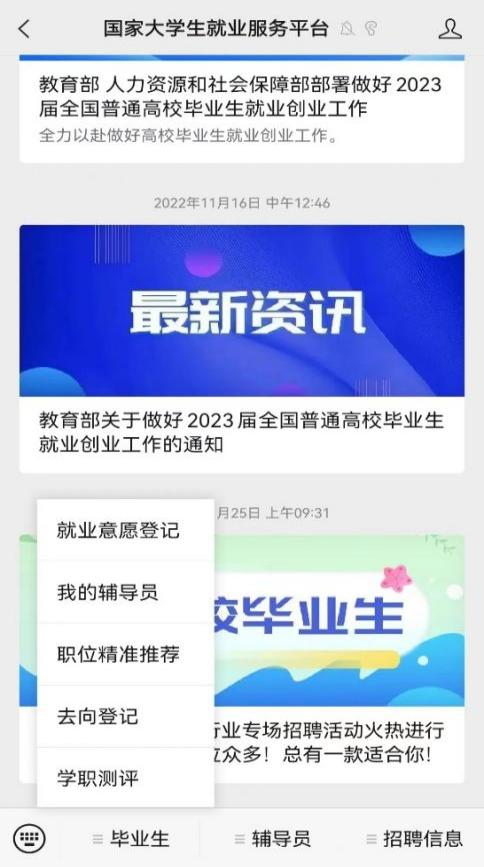 国家大学生就业服务平台
教育部 人力资源和社会保障部部署做好2023
届全国普通高校毕业生就业创业工作
全力以赴做好高校毕业生就业创业工作。
2022年11月16日 中午12:46
最新资讯
教育部关于做好2023届全国普通高校毕业生
就业创业工作的通知
月25日 上午09:31
校毕业生
行业专场招聘活动火热进行
位众多！总有一款适合你！
就业意愿登记
我的辅导员
职位精准推荐
去向登记
学职测评
毕业生
辅导员
招聘信息